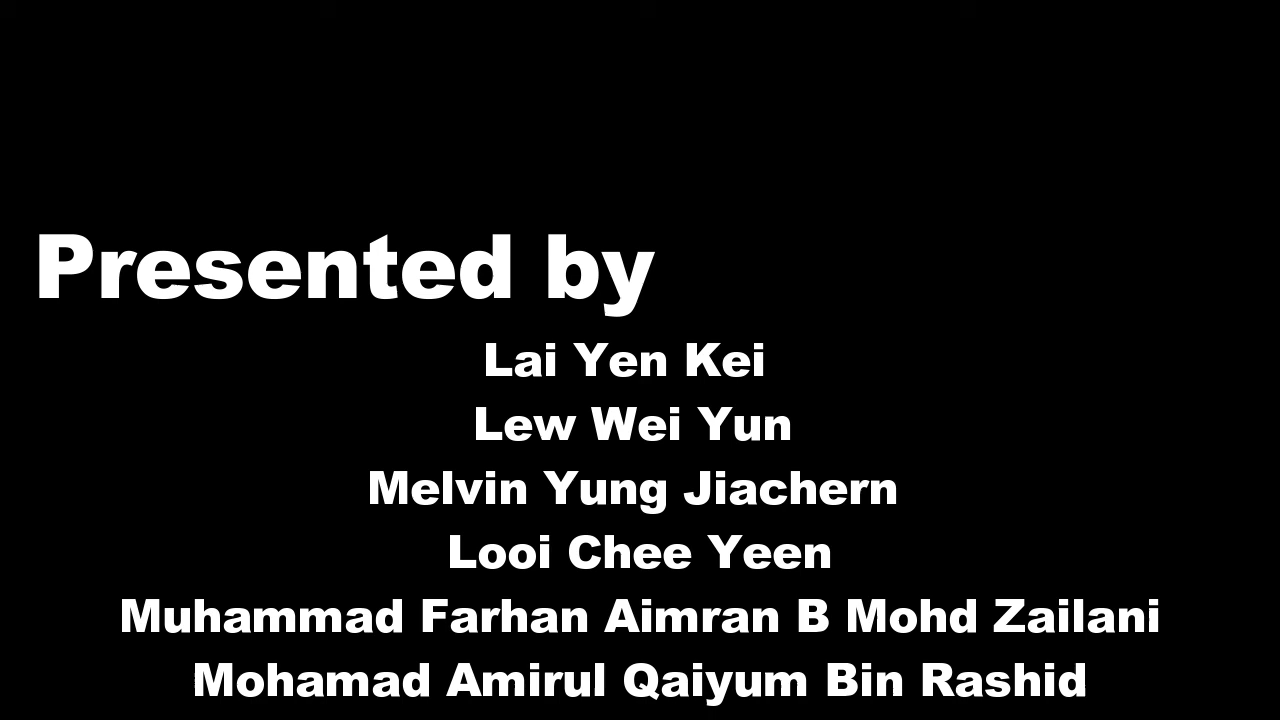 Presented by
Lai Yen Kei
Lew Wei Yun
Melvin Yung Jiachern
Looi Chee Yeen
Muhammad Farhan Aimran B Mohd Zailani
Mohamad Amirul Qaiyum Bin Rashid